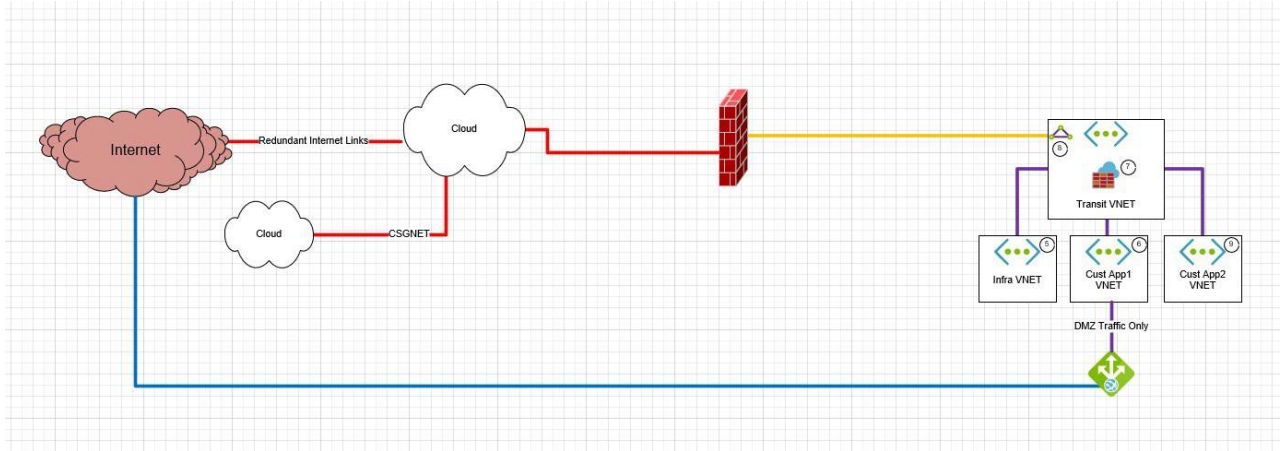 Cloud
Internet
Redundant Internet Links
8
7
Transit VNET
Cloud
CSGNET
5
Infra VNET
6
Cust App1
VNET
9
Cust App2
VNET
DMZ Traffic Only